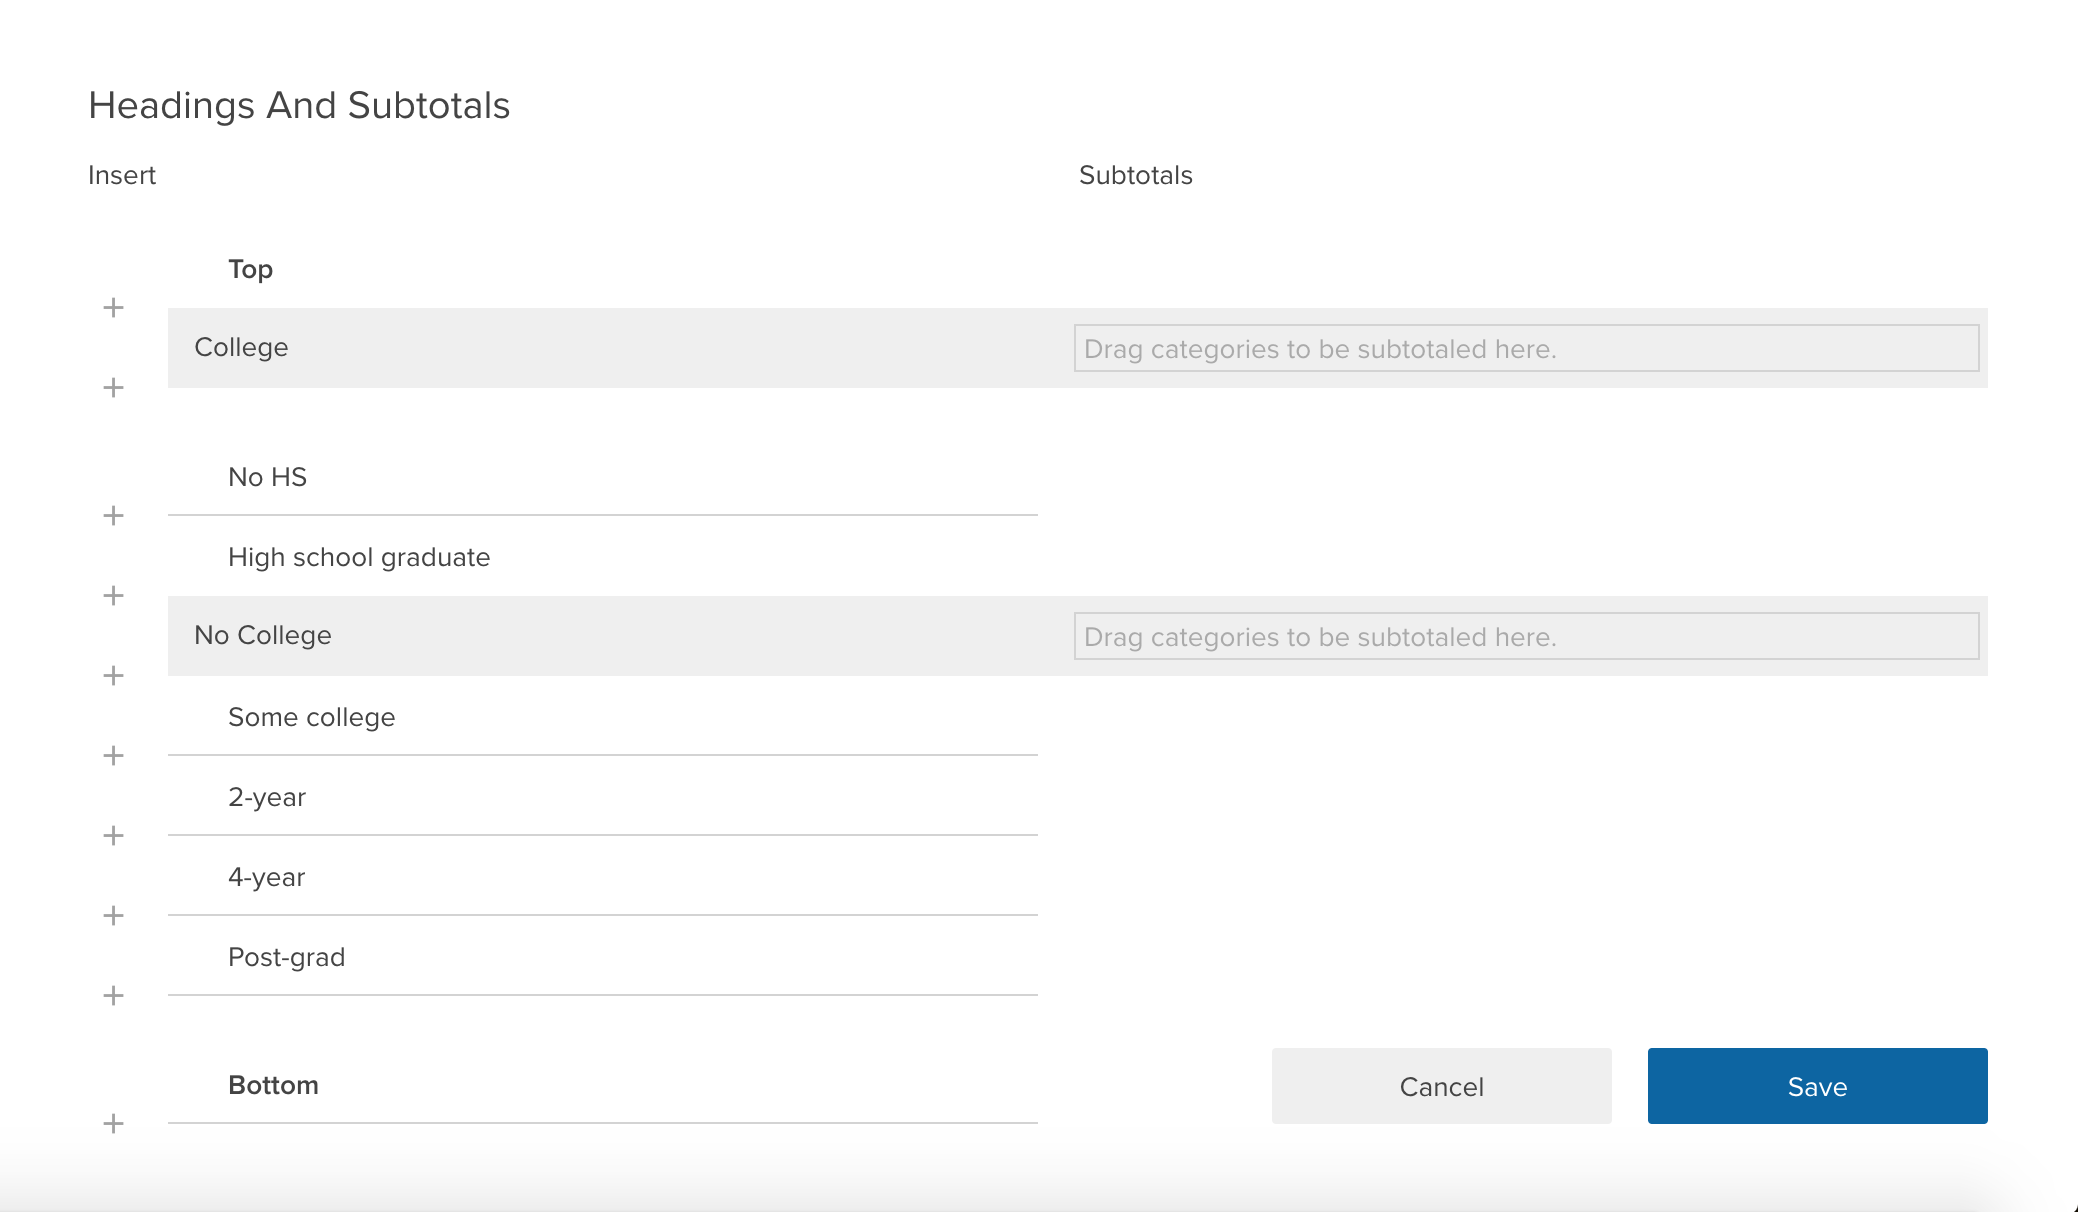 Headings And Subtotals
Insert Subtotals
Top
+
College Drag categories to be subtotaled here.
+
No HS
+
High school graduate
+
No College Drag categories to be subtotaled here.
+
Some college
+
2-year
+
4-year
+
Post-grad
+
Bottom Cancel Save
+